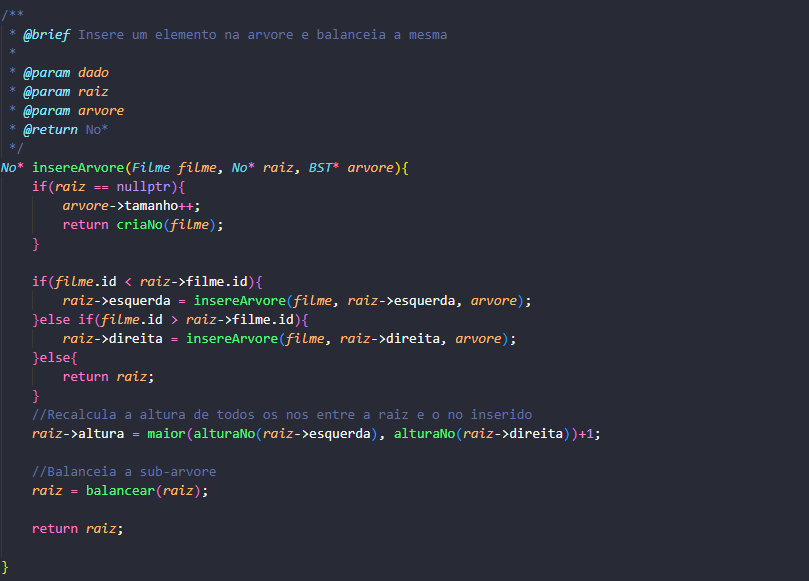 /**
 * @brief Insere um elemento na arvore e balanceia a mesma
 *
 * @param dado
 * @param raiz
 * @param arvore
 * @return No*
 */
No* insereArvore(Filme filme, No* raiz, BST* arvore){
    if(raiz == nullptr){
        arvore->tamanho++;
        return criaNo(filme);
    }

    if(filme.id < raiz->filme.id){
        raiz->esquerda = insereArvore(filme, raiz->esquerda, arvore);
    }else if(filme.id > raiz->filme.id){
        raiz->direita = insereArvore(filme, raiz->direita, arvore);
    }else{
        return raiz;
    }
    //Recalcula a altura de todos os nos entre a raiz e o no inserido
    raiz->altura = maior(alturaNo(raiz->esquerda), alturaNo(raiz->direita))+1;

    //Balanceia a sub-arvore
    raiz = balancear(raiz);

    return raiz;

}